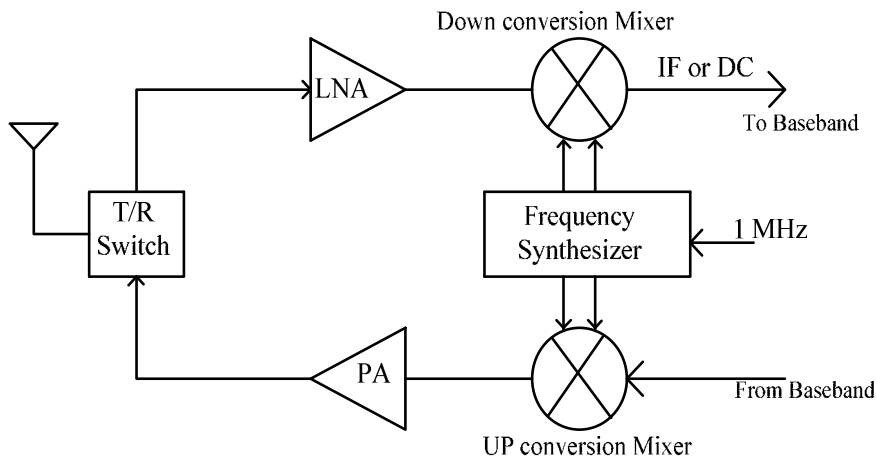 Down conversion Mixer
LNA
IF or DC
To Baseband
T/R
Switch
Frequency
Synthesizer
1 MHz
PA
From Baseband
UP conversion Mixer